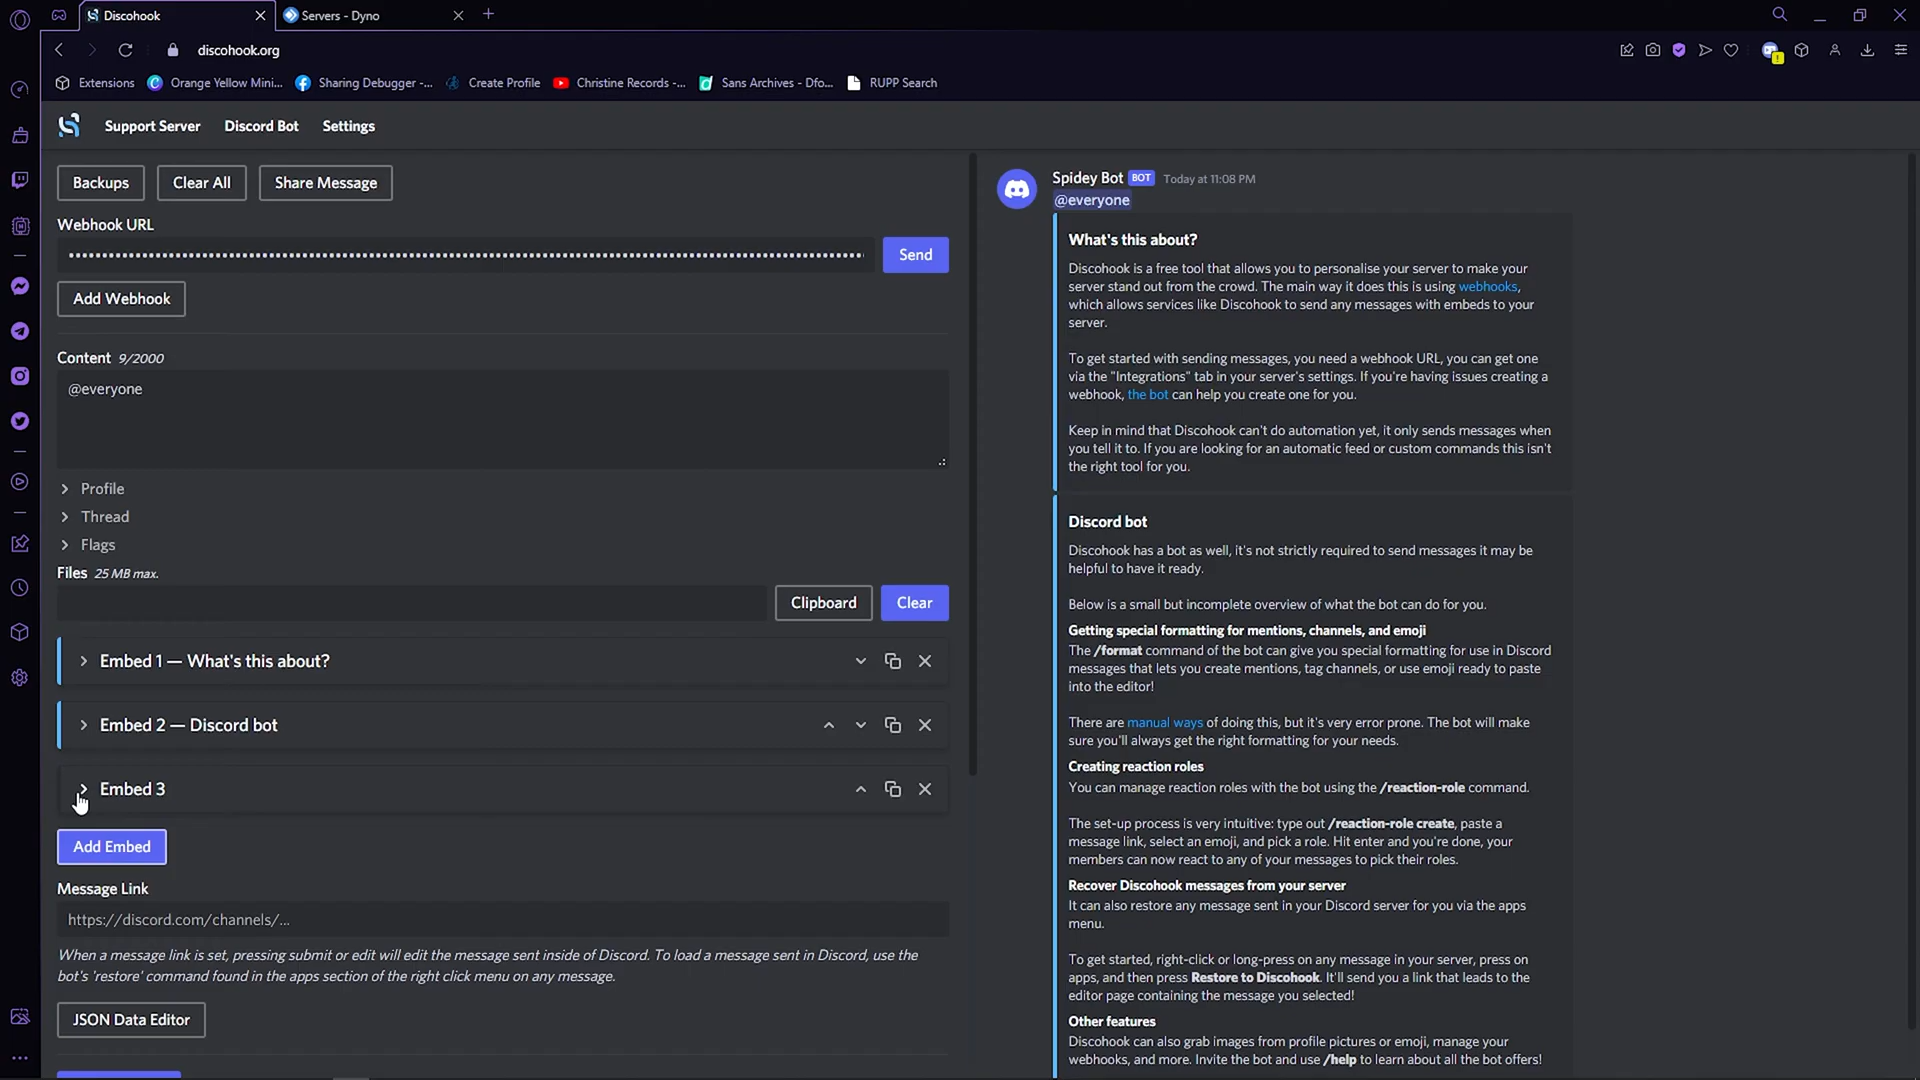 Discohook
Servers - Dyno
discohook.org
Extensions
Orange Yellow Mini...
Sharing Debugger -...
Create Profile
Christine Records -...
Sans Archives - Dfo...
RUPP Search
Support Server
Discord Bot
Settings
Backups
Clear All
Share Message
Webhook URL
Send
Add Webhook
Content 9/2000
@everyone
Profile
Thread
Flags
Files 25 MB max.
Clipboard
Clear
Embed 1 — What's this about?
Embed 2 — Discord bot
Embed 3
Add Embed
Message Link
https://discord.com/channels/...
When a message link is set, pressing submit or edit will edit the message sent inside of Discord. To load a message sent in Discord, use the
bot's 'restore' command found in the apps section of the right click menu on any message.
JSON Data Editor
Spidey Bot BOT Today at 11:08 PM
@everyone
What's this about?
Discohook is a free tool that allows you to personalise your server to make your
server stand out from the crowd. The main way it does this is using webhooks,
which allows services like Discohook to send any messages with embeds to your
server.
To get started with sending messages, you need a webhook URL, you can get one
via the "Integrations" tab in your server's settings. If you're having issues creating a
webhook, the bot can help you create one for you.
Keep in mind that Discohook can't do automation yet, it only sends messages when
you tell it to. If you are looking for an automatic feed or custom commands this isn't
the right tool for you.
Discord bot
Discohook has a bot as well, it's not strictly required to send messages it may be
helpful to have it ready.
Below is a small but incomplete overview of what the bot can do for you.
Getting special formatting for mentions, channels, and emoji
The /format command of the bot can give you special formatting for use in Discord
messages that lets you create mentions, tag channels, or use emoji ready to paste
into the editor!
There are manual ways of doing this, but it's very error prone. The bot will make
sure you'll always get the right formatting for your needs.
Creating reaction roles
You can manage reaction roles with the bot using the /reaction-role command.
The set-up process is very intuitive: type out /reaction-role create, paste a
message link, select an emoji, and pick a role. Hit enter and you're done, your
members can now react to any of your messages to pick their roles.
Recover Discohook messages from your server
It can also restore any message sent in your Discord server for you via the apps
menu.
To get started, right-click or long-press on any message in your server, press on
apps, and then press Restore to Discohook. It'll send you a link that leads to the
editor page containing the message you selected!
Other features
Discohook can also grab images from profile pictures or emoji, manage your
webhooks, and more. Invite the bot and use /help to learn about all the bot offers!